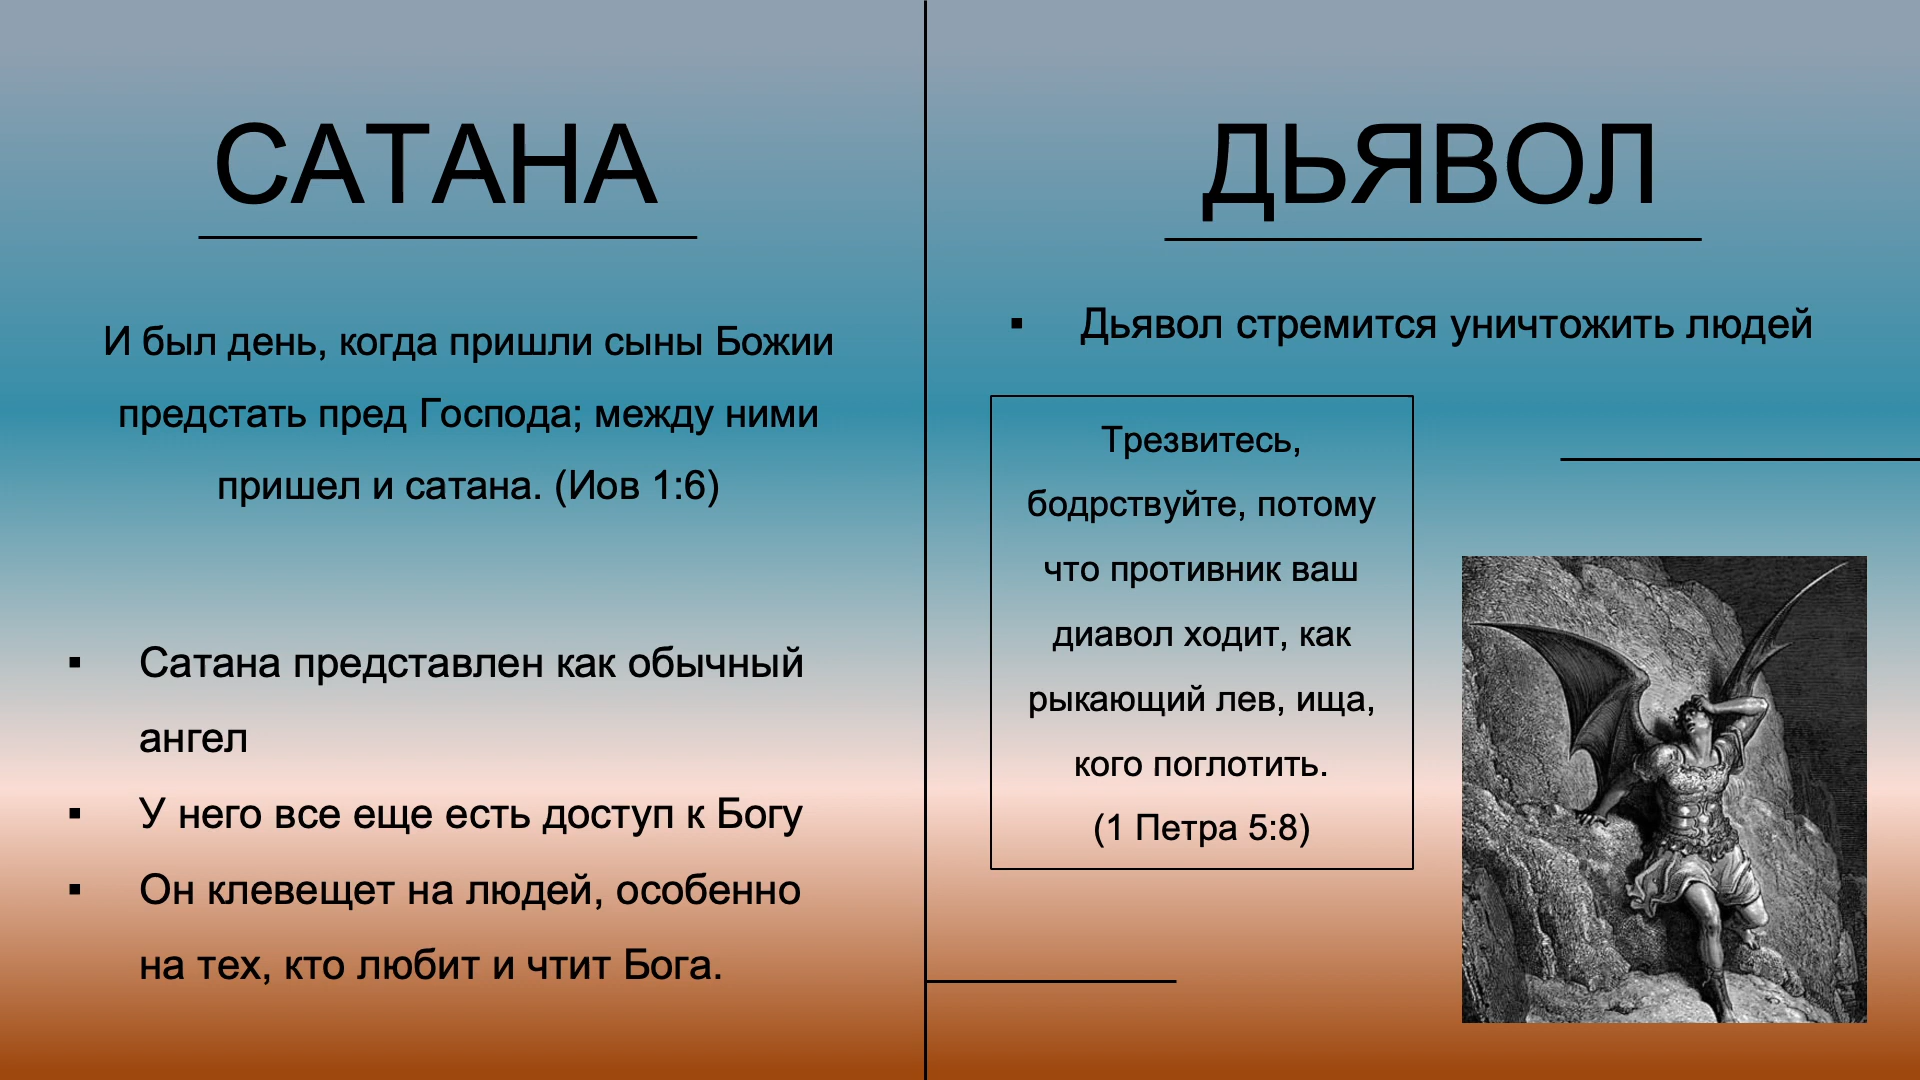 САТАНА
И был день, когда пришли сыны Божии
предстать пред Господа; между ними
пришел и сатана. (Иов 1:6)
▪ Сатана представлен как обычный
ангел
▪ У него все еще есть доступ к Богу
▪ Он клевещет на людей, особенно
на тех, кто любит и чтит Бога.
ДЬЯВОЛ
▪ Дьявол стремится уничтожить людей
Трезвитесь,
бодрствуйте, потому
что противник ваш
диавол ходит, как
рыкающий лев, ища,
кого поглотить.
(1 Петра 5:8)